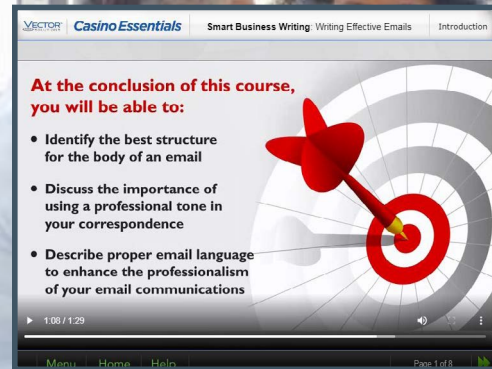 VECTOR Casino Essentials Smart Business Writing: Writing Effective Emails Introduction
At the conclusion of this course,
you will be able to:
• Identify the best structure
for the body of an email
• Discuss the importance of
using a professional tone in
your correspondence
• Describe proper email language
to enhance the professionalism
of your email communications
1:08 / 1:29
Menu Home Help Page 1 of 8